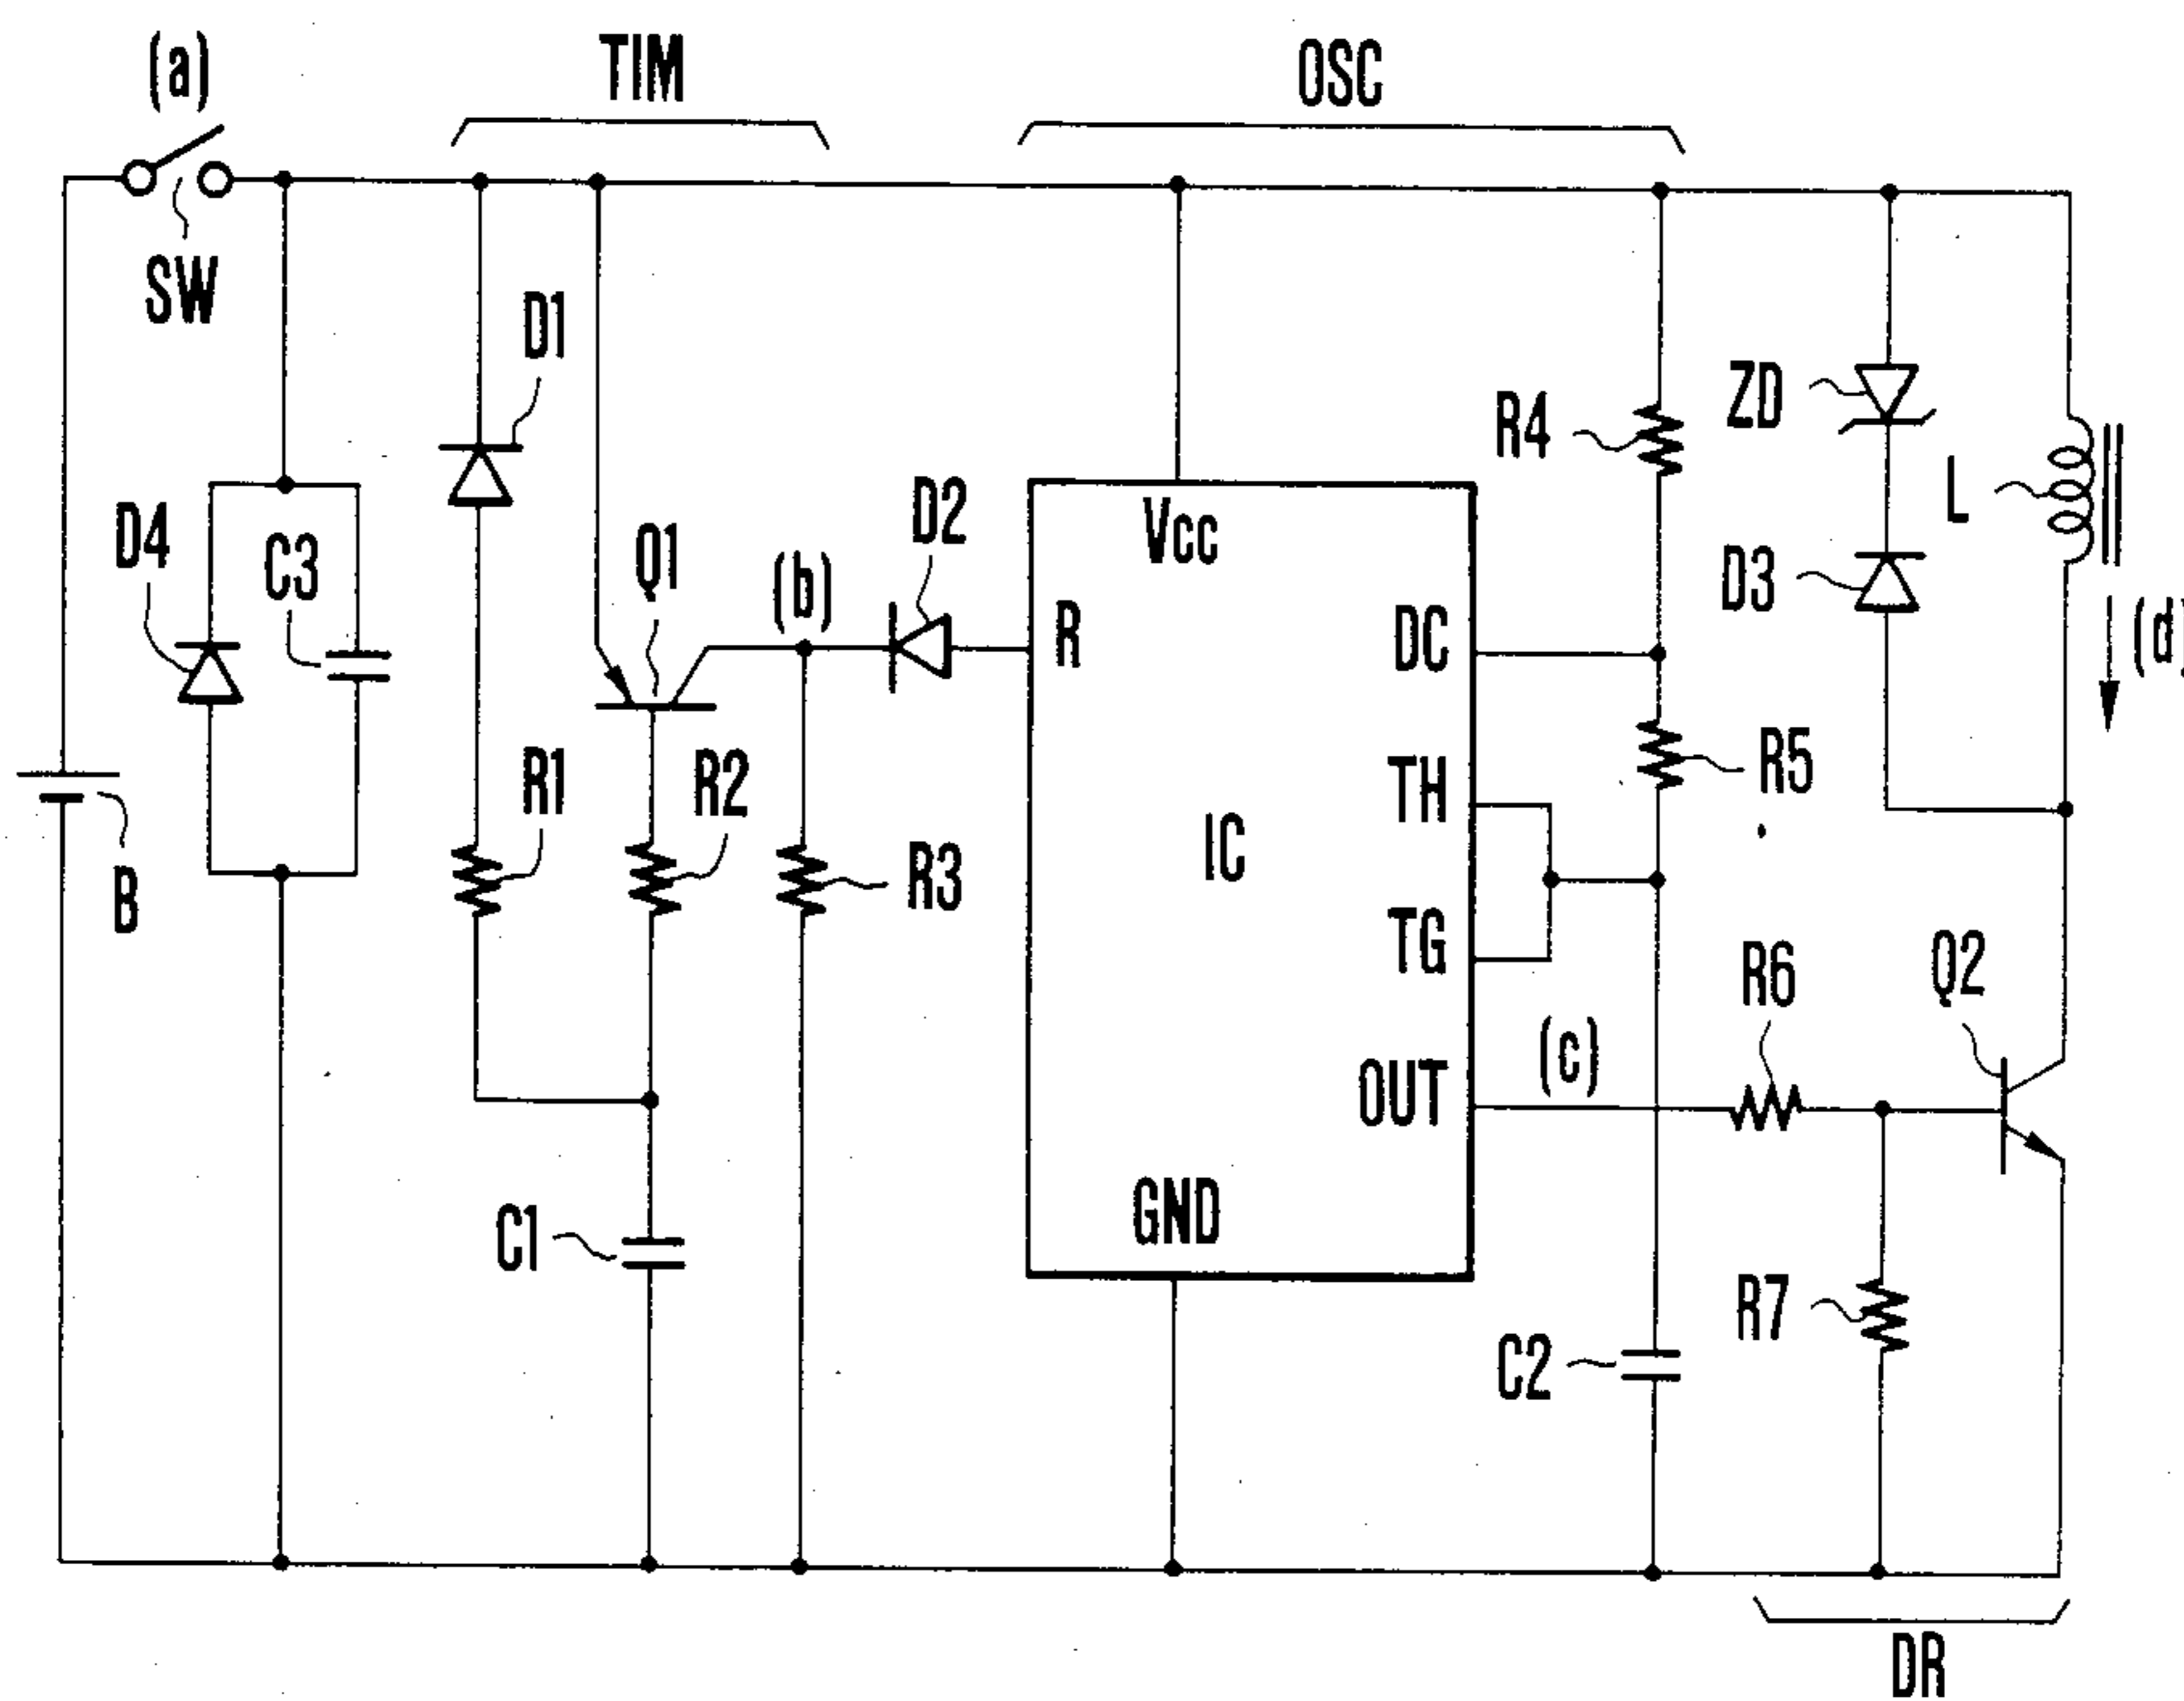 (a)
TIM
OSC
SW
D1
ZD
R4
L
D4
C3
Q1
(b)
D2
Vcc
R
DC
D3
(d)
R1
R2
TH
R5
IC
B
R3
TG
R6
Q2
(c)
OUT
C1
GND
R7
C2
DR